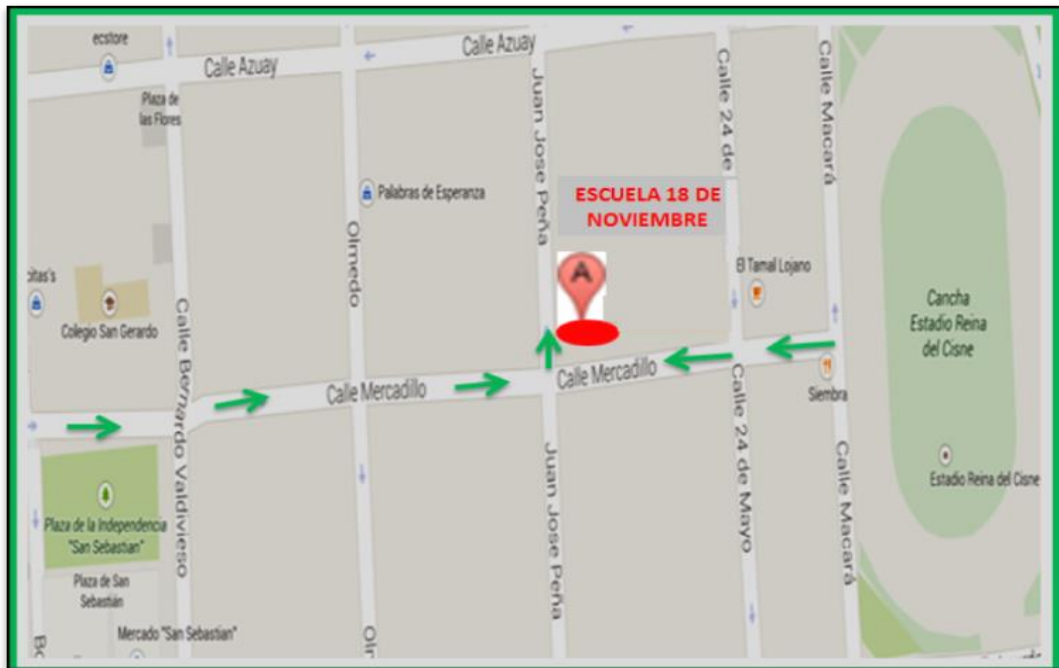 ecstore
Calle Azuay
Calle Azuay
Plaza de
las Flores
Juan Jose Peña
Calle 24 de
Calle Macará
Palabras de Esperanza
ESCUELA 18 DE
NOVIEMBRE
Olmedo
A
El Tamal Lojano
Cancha
Estadio Reina
del Cisne
citas's
Colegio San Gerardo
Calle Bernardo Valdivieso
Calle Mercadillo
Calle Mercadillo
Siembra
Juan Jose Peña
Calle 24 de Mayo
Calle Macará
Estadio Reina del Cisne
Plaza de la Independencia
"San Sebastian"
Plaza de San
Sebastián
Mercado "San Sebastian"
Bo
Olr